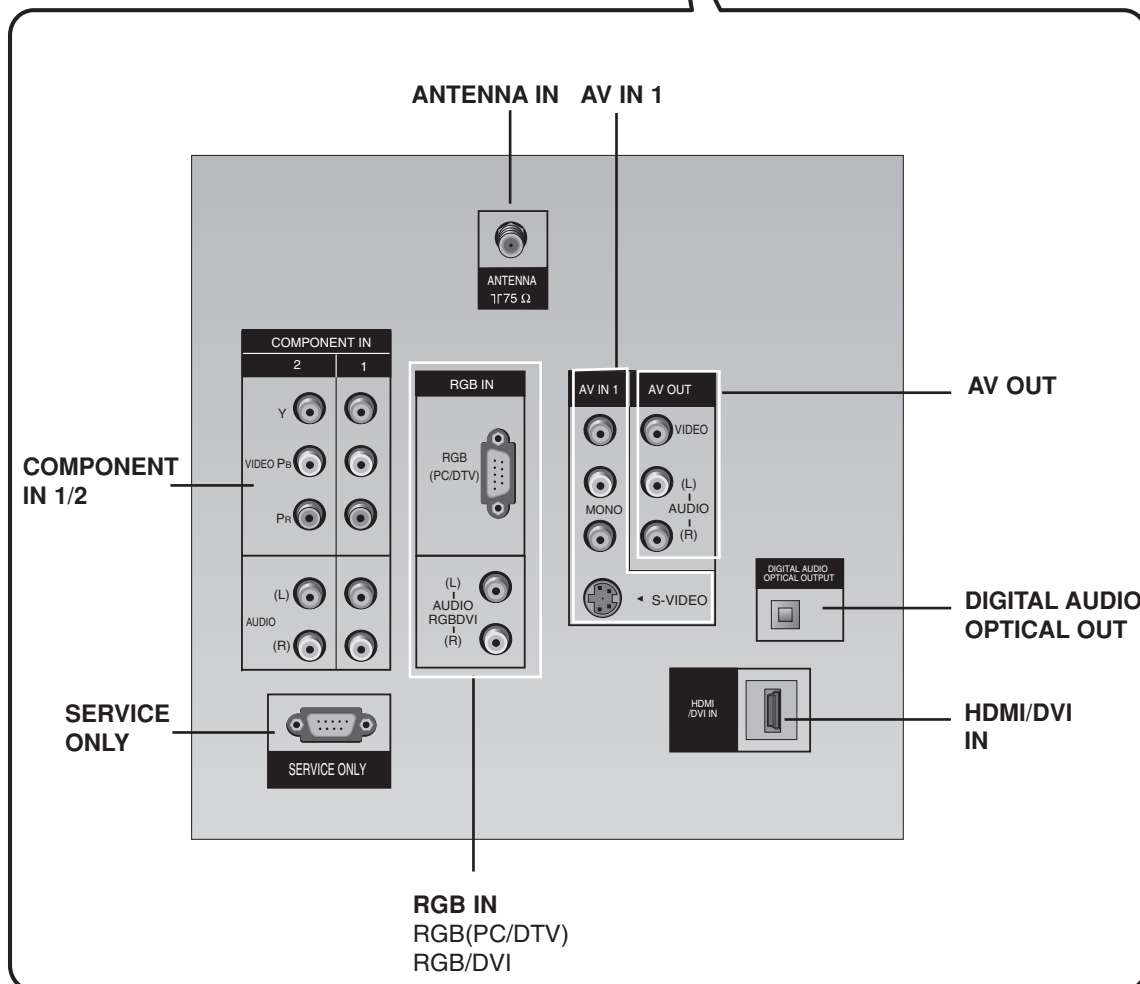 ANTENNA IN
AV IN 1
ANTENNA
75 Ω
COMPONENT IN
2 1
Y
VIDEO PB
PR
(L)
AUDIO
(R)
RGB IN
RGB
(PC/DTV)
(L)
AUDIO
RGBDVI
(R)
AV IN 1
MONO
AV OUT
VIDEO
(L)
AUDIO
(R)
S-VIDEO
AV OUT
COMPONENT
IN 1/2
DIGITAL AUDIO
OPTICAL OUTPUT
DIGITAL AUDIO
OPTICAL OUT
HDMI
/DVI IN
HDMI/DVI
IN
SERVICE
ONLY
SERVICE ONLY
RGB IN
RGB(PC/DTV)
RGB/DVI